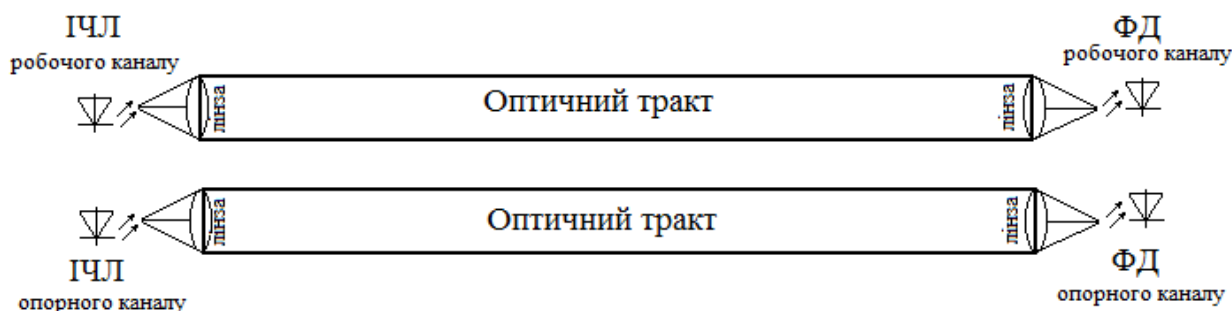 ІЧЛ
робочого каналу
ФД
робочого каналу
лінза
Оптичний тракт
лінза
лінза
Оптичний тракт
лінза
ІЧЛ
опорного каналу
ФД
опорного каналу